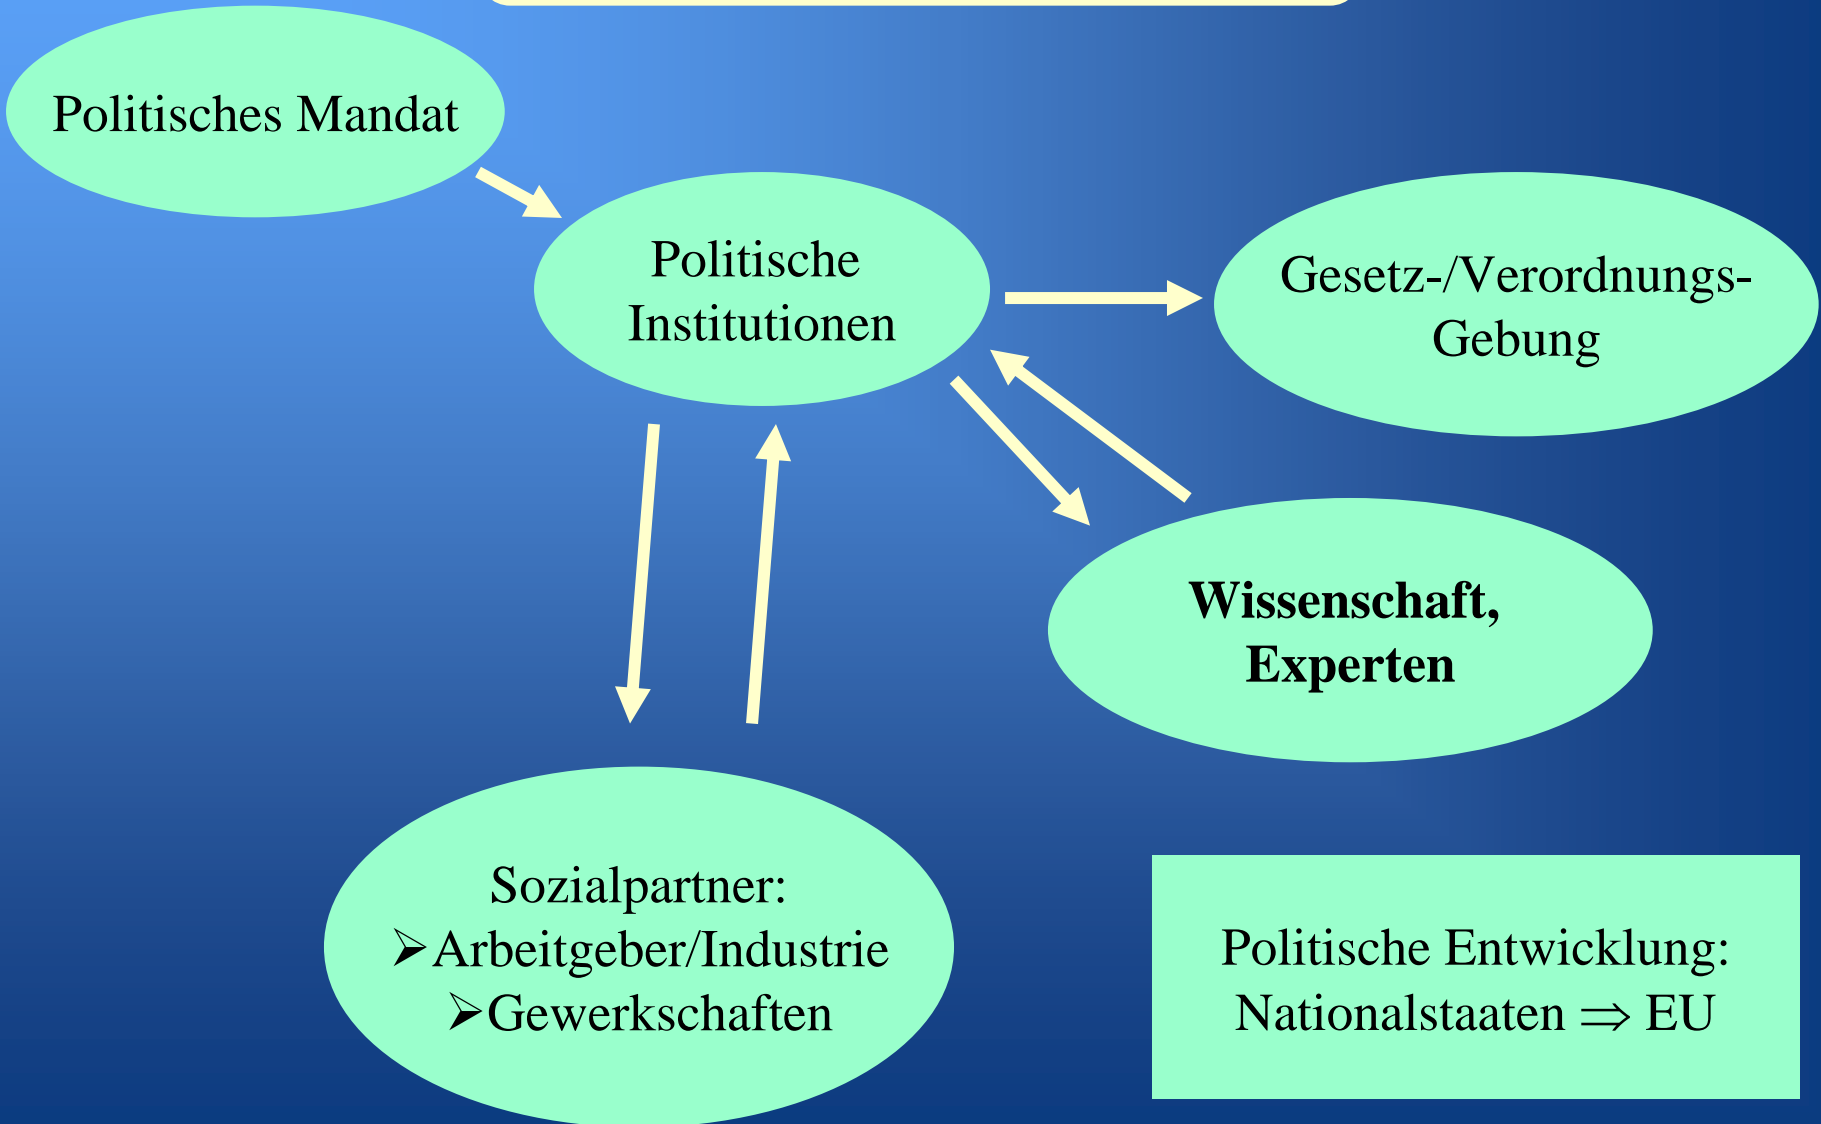 Politisches Mandat
Politische
Institutionen
Gesetz-/Verordnungs-
Gebung
Wissenschaft,
Experten
Sozialpartner:
➢Arbeitgeber/Industrie
➢Gewerkschaften
Politische Entwicklung:
Nationalstaaten ⇒ EU